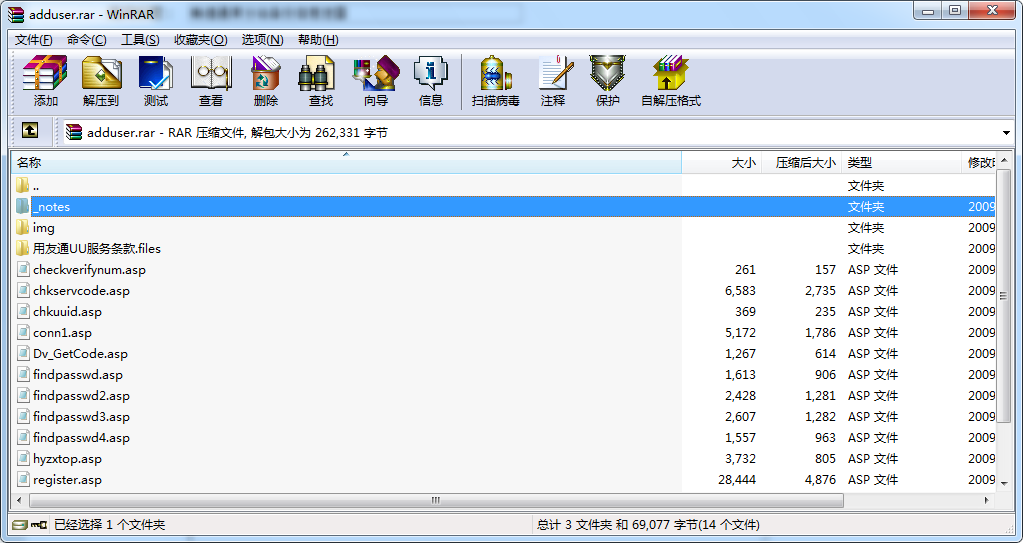 adduser.rar - WinRAR
文件(F) 命令(C) 工具(S) 收藏夹(O) 选项(N) 帮助(H)
添加 解压到 测试 查看 删除 查找 向导 信息 扫描病毒 注释 保护 自解压格式
adduser.rar - RAR 压缩文件, 解包大小为 262,331 字节
名称 大小 压缩后大小 类型
.. 文件夹
_notes 文件夹 2009
img 文件夹 2009
用友通UU服务条款.files 文件夹 2009
checkverifynum.asp 261 157 ASP 文件 2009
chkservcode.asp 6,583 2,735 ASP 文件 2009
chkuuid.asp 369 235 ASP 文件 2009
conn1.asp 5,172 1,786 ASP 文件 2009
Dv_GetCode.asp 1,267 614 ASP 文件 2009
findpasswd.asp 1,613 906 ASP 文件 2009
findpasswd2.asp 2,428 1,281 ASP 文件 2009
findpasswd3.asp 2,607 1,282 ASP 文件 2009
findpasswd4.asp 1,557 963 ASP 文件 2009
hyzxtop.asp 3,732 805 ASP 文件 2009
register.asp 28,444 4,876 ASP 文件 2009
已经选择 1 个文件夹 总计 3 文件夹 和 69,077 字节(14 个文件)